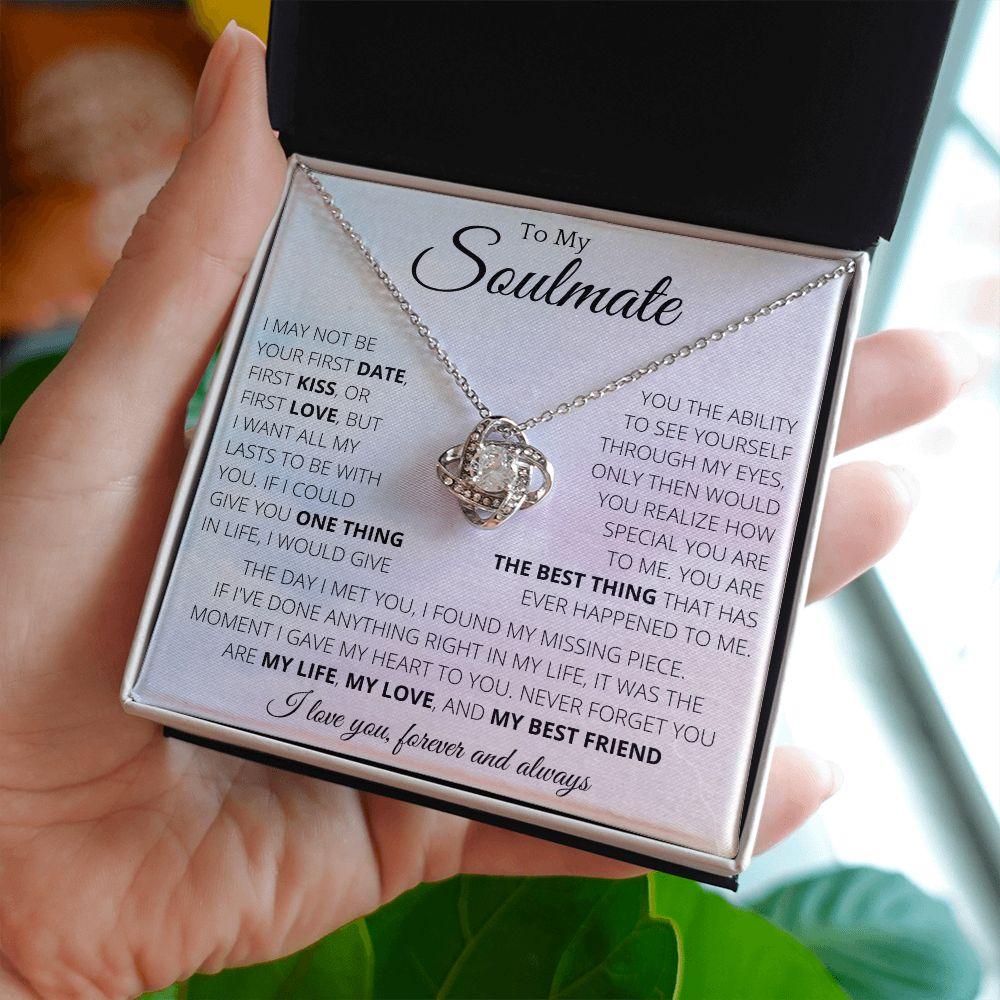 To My
Soulmate
I MAY NOT BE
YOUR FIRST DATE,
FIRST KISS, OR
FIRST LOVE, BUT
I WANT ALL MY
LASTS TO BE WITH
YOU. IF I COULD
GIVE YOU ONE THING
IN LIFE, I WOULD GIVE
YOU THE ABILITY
TO SEE YOURSELF
THROUGH MY EYES,
ONLY THEN WOULD
YOU REALIZE HOW
SPECIAL YOU ARE
TO ME. YOU ARE
THE BEST THING THAT HAS
EVER HAPPENED TO ME.
THE DAY I MET YOU, I FOUND MY MISSING PIECE.
IF I'VE DONE ANYTHING RIGHT IN MY LIFE, IT WAS THE
MOMENT I GAVE MY HEART TO YOU. NEVER FORGET YOU
ARE MY LIFE, MY LOVE, AND MY BEST FRIEND
I love you, forever and always